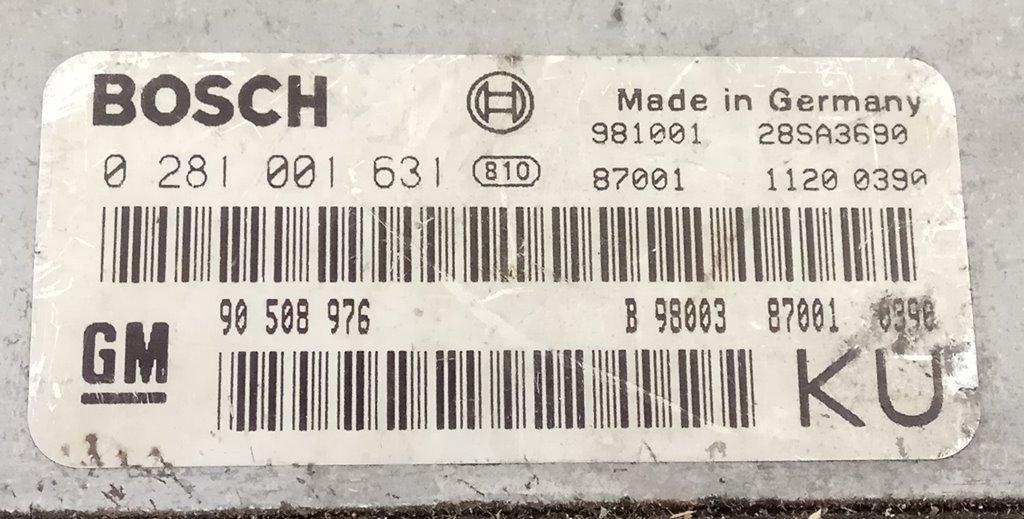 BOSCH
Made in Germany
981001 28SA3690
0 281 001 631 810 87001 1120 0390
90 508 976 B 98003 87001 0390
GM
KU